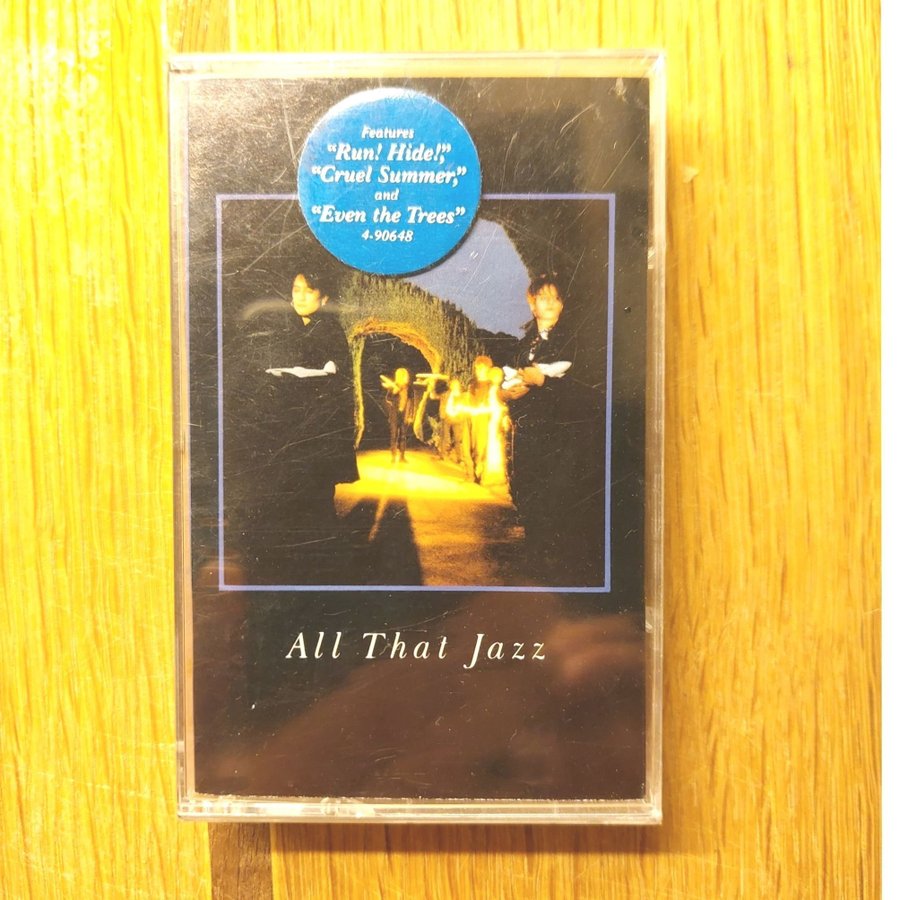 Features
“Run! Hide!,”
“Cruel Summer,”
and
“Even the Trees”
4-90648
All That Jazz